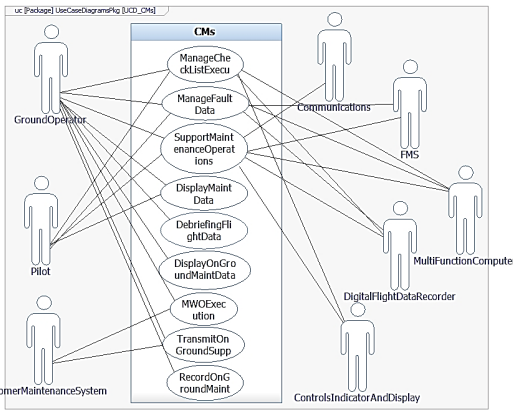 uc [Package] UseCaseDiagramsPkg [UCD_CMs]
CMs
ManageChe
ckListExecu
ManageFault
Data
SupportMaint
enanceOperat
ions
DisplayMaint
Data
DebriefingFli
ghtData
DisplayOnGro
undMaintData
MWOExec
ution
TransmitOn
GroundSupp
RecordOnG
roundMaint
GroundOperator
Pilot
omerMaintenanceSystem
Communications
FMS
MultiFunctionCompute
DigitalFlightDataRecorder
ControlsIndicatorAndDisplay